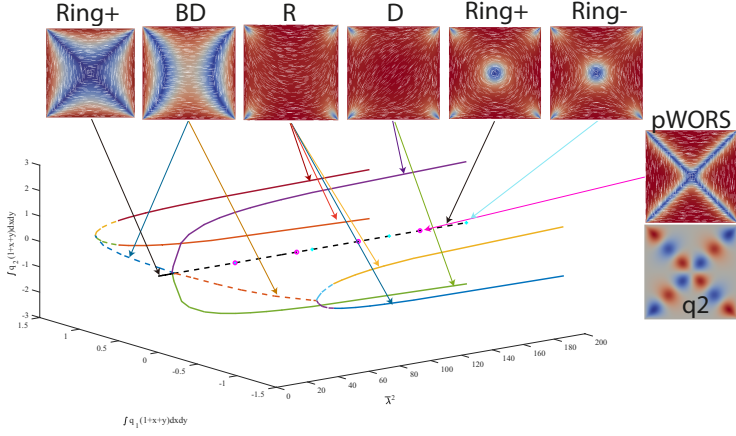 Ring+ BD R D Ring+ Ring-
pWORS
q2
3
2
1
0
-1
-2
-3
∫q₂(1+x+y)dxdy
1.5
1
0.5
0
-0.5
-1
-1.5
∫q₁(1+x+y)dxdy
0 20 40 60 80 100 120 140 160 180 200
λ̄²